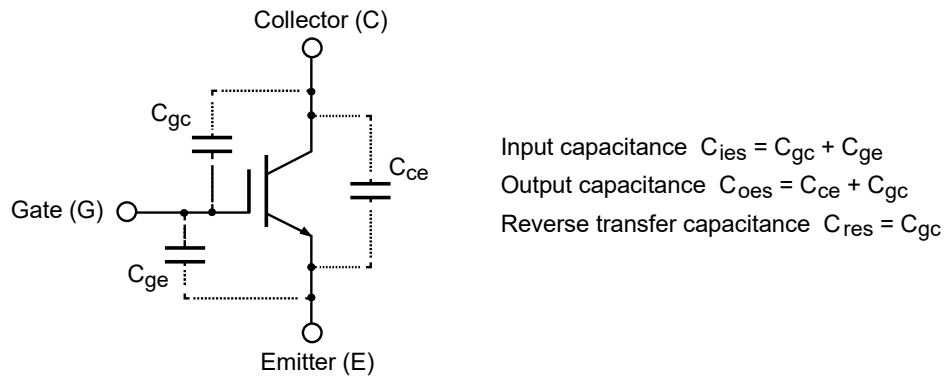 Collector (C)
Cgc
Cce
Gate (G)
Cge
Emitter (E)
Input capacitance Cies = Cgc + Cge
Output capacitance Coes = Cce + Cgc
Reverse transfer capacitance Cres = Cgc